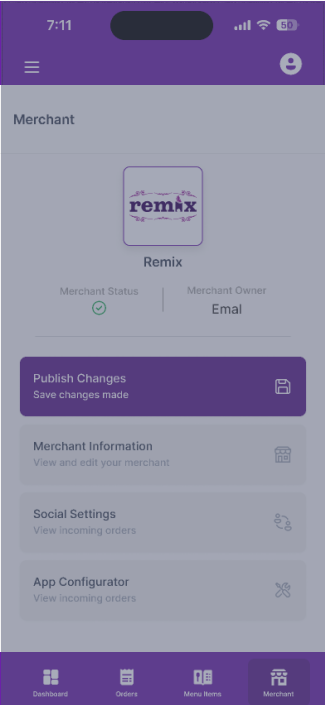 7:11
50
Merchant
remix
Remix
Merchant Status
Merchant Owner
Emal
Publish Changes
Save changes made
Merchant Information
View and edit your merchant
Social Settings
View incoming orders
App Configurator
View incoming orders
Dashboard
Orders
Menu Items
Merchant